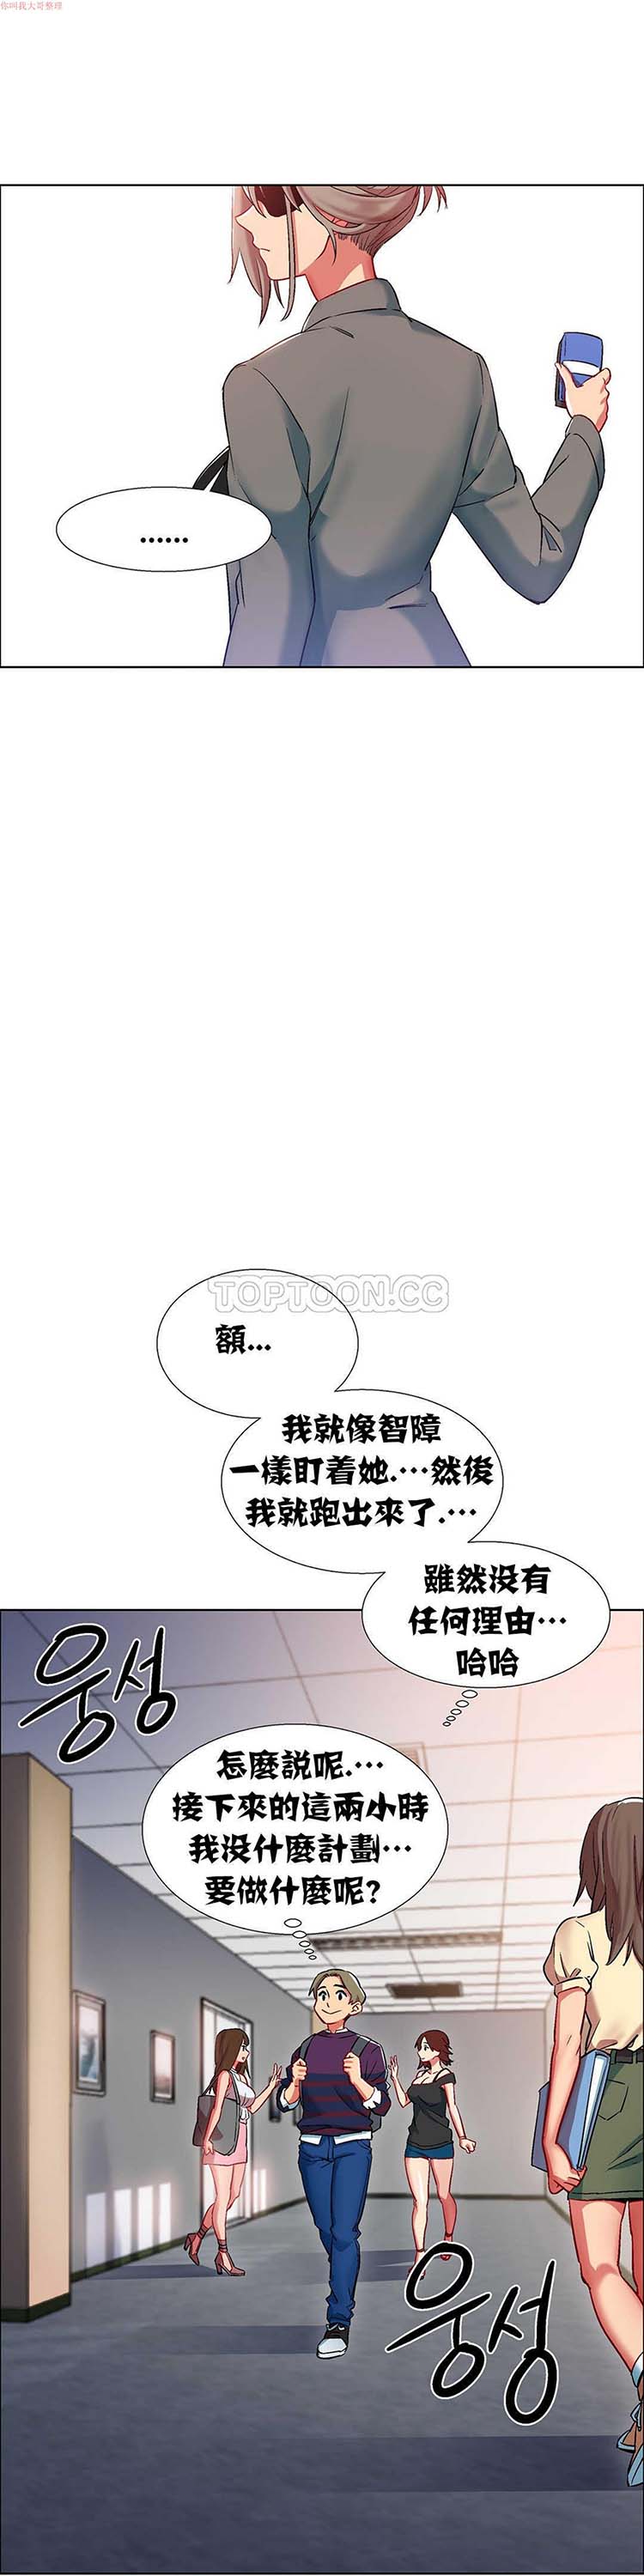 你叫我大哥整理
......
TOPTOON.CC
額...
我就像智障
一樣盯着她.…然後
我就跑出來了.…
雖然没有
任何理由…
哈哈
웅성
怎麼說呢.…
接下來的這兩小時
我没什麼計劃…
要做什麼呢?
웅성